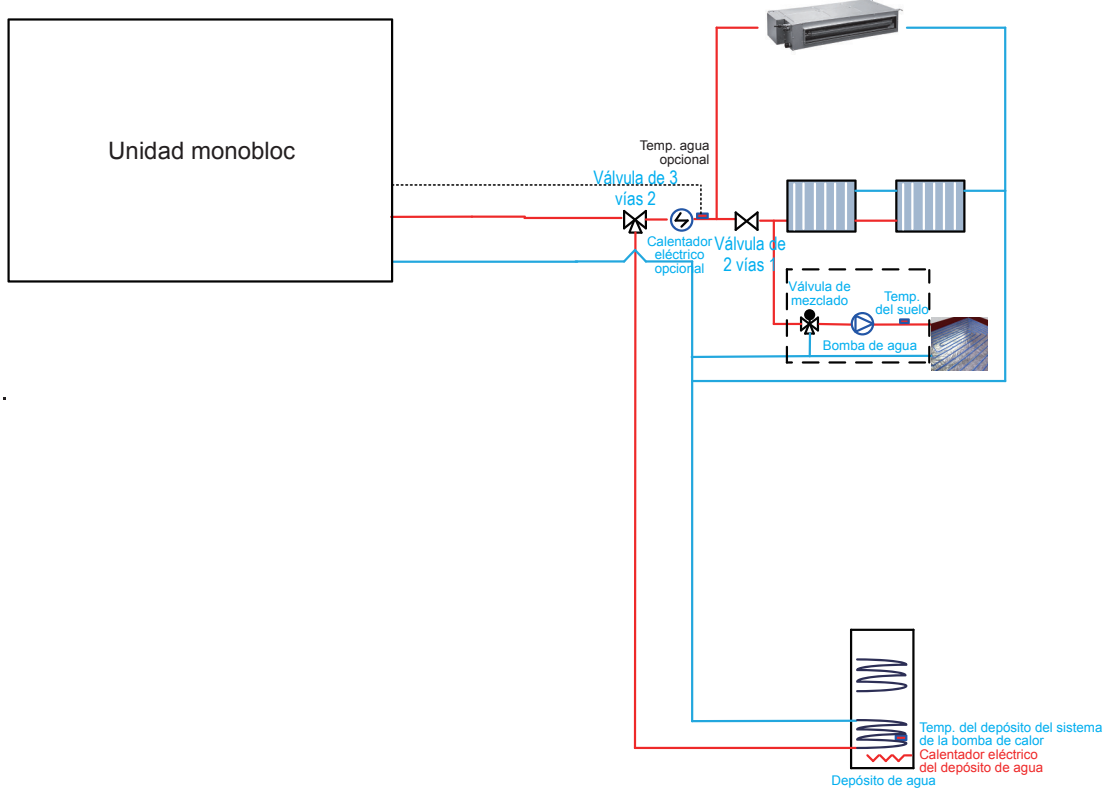 Unidad monobloc
Temp. agua
opcional
Válvula de 3
vías 2
Calentador
eléctrico
opcional
Válvula de
2 vías 1
Válvula de
mezclado
Temp.
del suelo
Bomba de agua
Temp. del depósito del sistema
de la bomba de calor
Calentador eléctrico
del depósito de agua
Depósito de agua